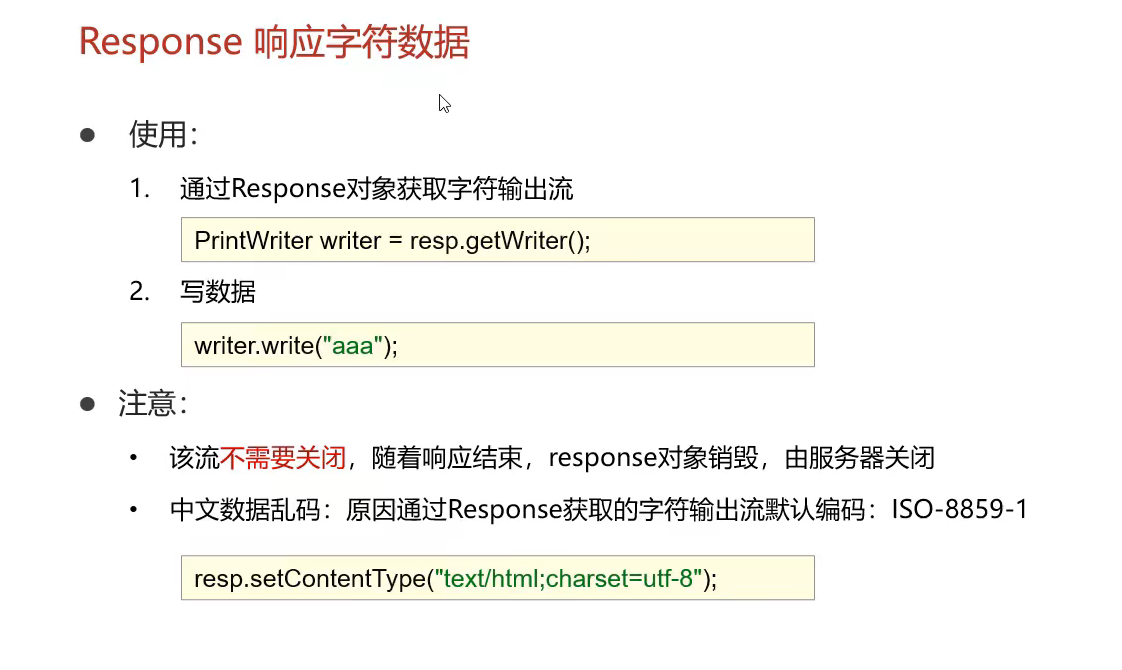 Response 响应字符数据
● 使用：
1. 通过Response对象获取字符输出流
PrintWriter writer = resp.getWriter();
2. 写数据
writer.write("aaa");
● 注意：
• 该流不需要关闭，随着响应结束，response对象销毁，由服务器关闭
• 中文数据乱码：原因通过Response获取的字符输出流默认编码：ISO-8859-1
resp.setContentType("text/html;charset=utf-8");